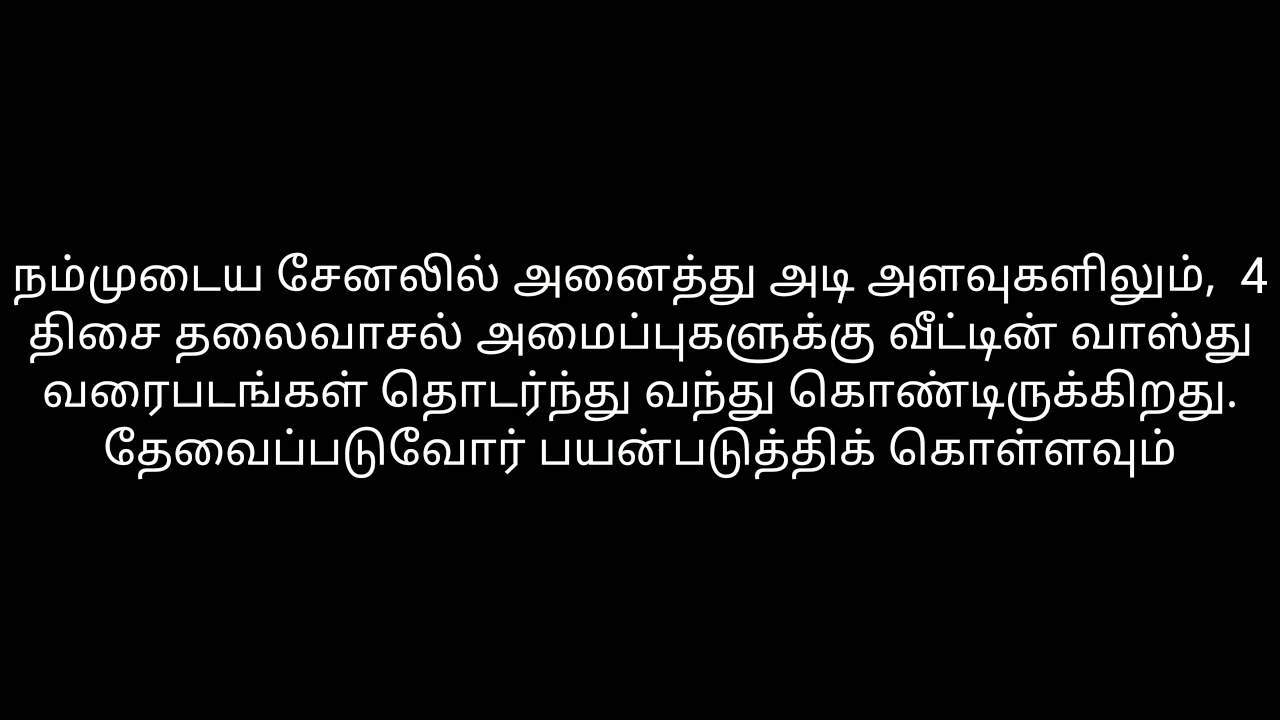 நம்முடைய சேனலில் அனைத்து அடி அளவுகளிலும், 4
திசை தலைவாசல் அமைப்புகளுக்கு வீட்டின் வாஸ்து
வரைபடங்கள் தொடர்ந்து வந்து கொண்டிருக்கிறது.
தேவைப்படுவோர் பயன்படுத்திக் கொள்ளவும்